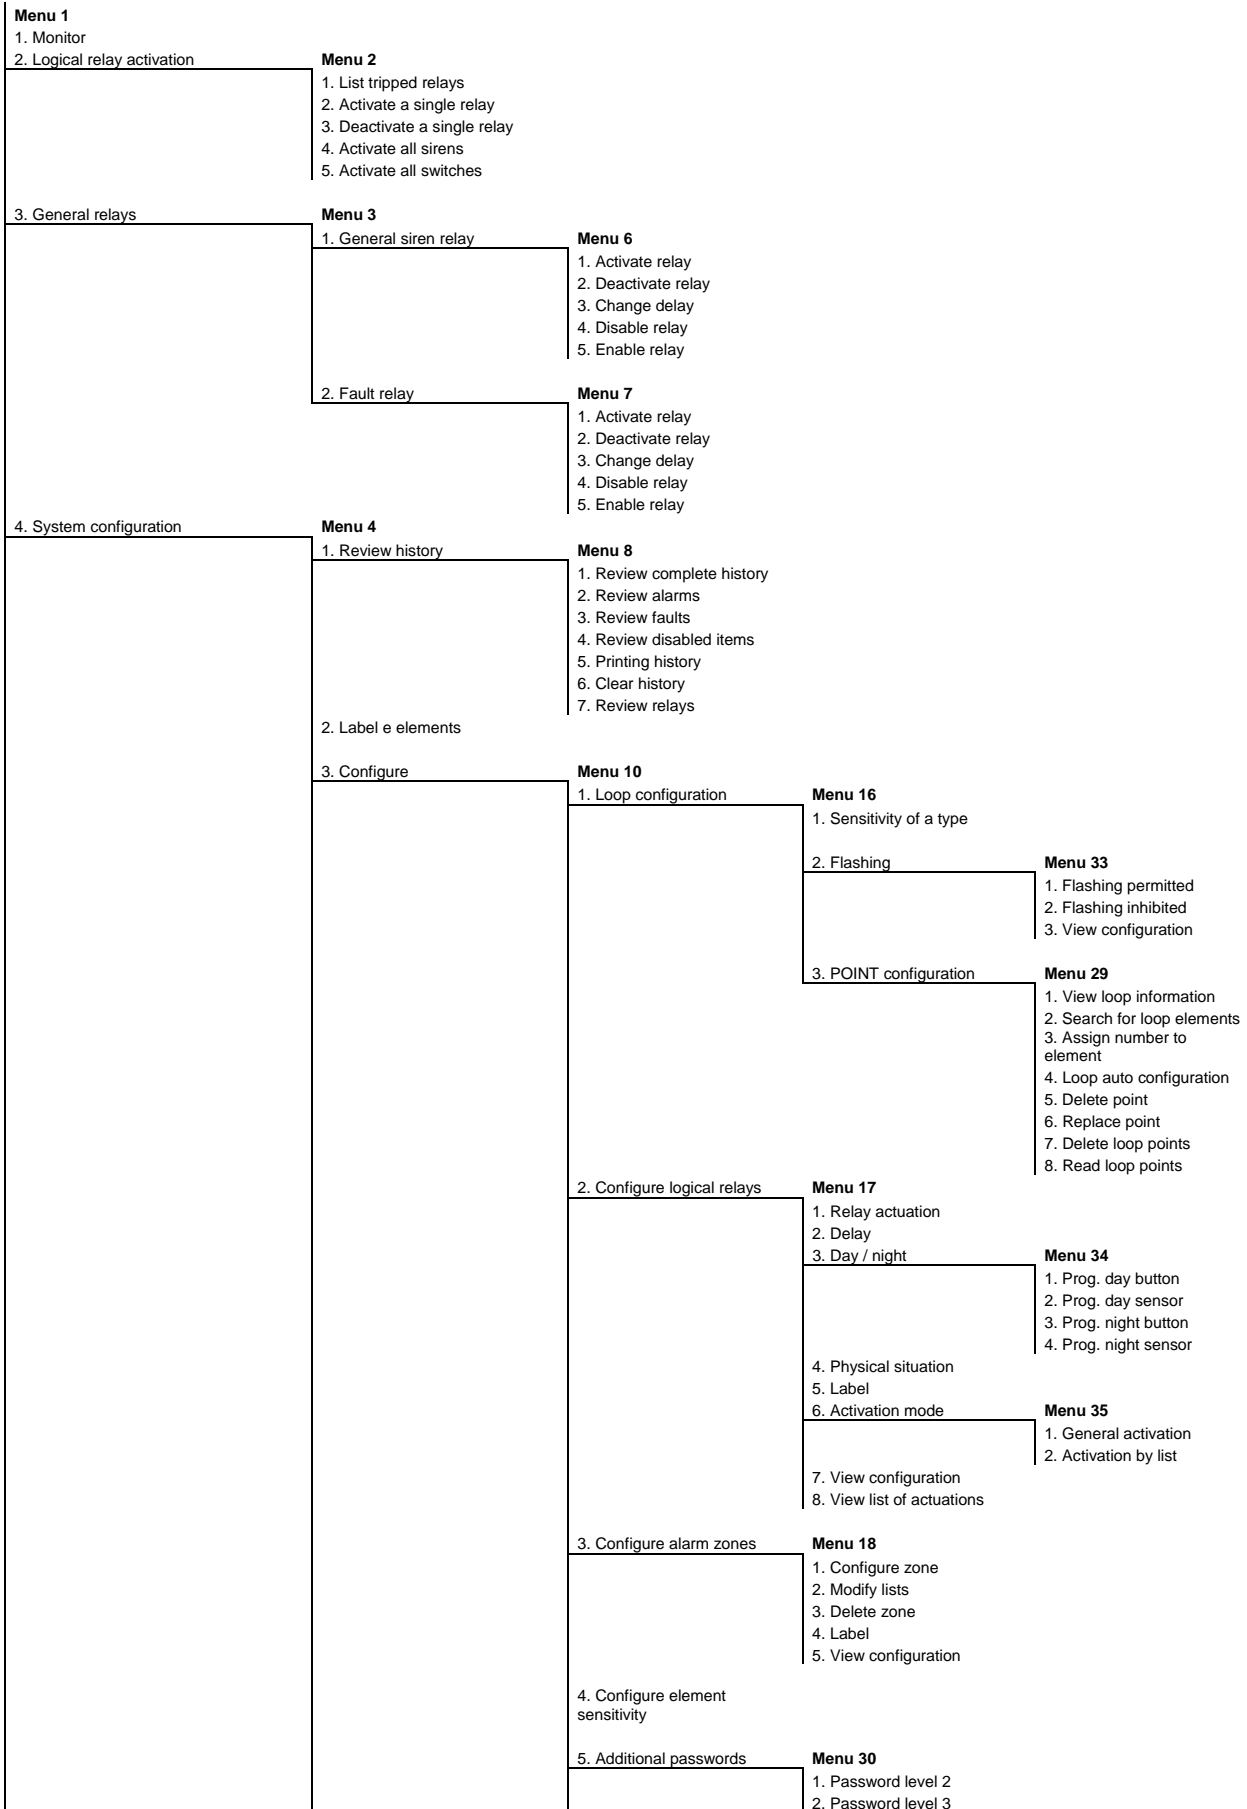 Menu 1
1. Monitor
2. Logical relay activation
Menu 2
1. List tripped relays
2. Activate a single relay
3. Deactivate a single relay
4. Activate all sirens
5. Activate all switches
3. General relays
Menu 3
1. General siren relay
Menu 6
1. Activate relay
2. Deactivate relay
3. Change delay
4. Disable relay
5. Enable relay
2. Fault relay
Menu 7
1. Activate relay
2. Deactivate relay
3. Change delay
4. Disable relay
5. Enable relay
4. System configuration
Menu 4
1. Review history
Menu 8
1. Review complete history
2. Review alarms
3. Review faults
4. Review disabled items
5. Printing history
6. Clear history
7. Review relays
2. Label e elements
3. Configure
Menu 10
1. Loop configuration
Menu 16
1. Sensitivity of a type
2. Flashing
Menu 33
1. Flashing permitted
2. Flashing inhibited
3. View configuration
3. POINT configuration
Menu 29
1. View loop information
2. Search for loop elements
3. Assign number to
element
4. Loop auto configuration
5. Delete point
6. Replace point
7. Delete loop points
8. Read loop points
2. Configure logical relays
Menu 17
1. Relay actuation
2. Delay
3. Day / night
Menu 34
1. Prog. day button
2. Prog. day sensor
3. Prog. night button
4. Prog. night sensor
4. Physical situation
5. Label
6. Activation mode
Menu 35
1. General activation
2. Activation by list
7. View configuration
8. View list of actuations
3. Configure alarm zones
Menu 18
1. Configure zone
2. Modify lists
3. Delete zone
4. Label
5. View configuration
4. Configure element
sensitivity
5. Additional passwords
Menu 30
1. Password level 2
2. Password level 3